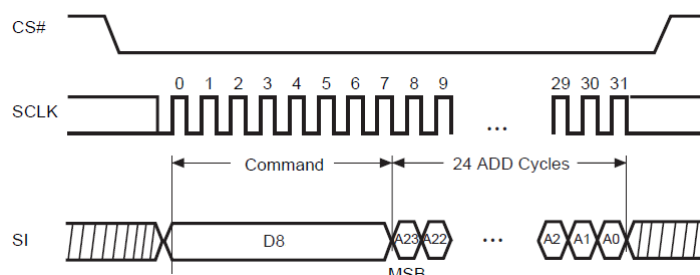 CS#
0 1 2 3 4 5 6 7 8 9 29 30 31
SCLK
...
Command 24 ADD Cycles
SI D8 A23 A22 ... A2 A1 A0
MSB